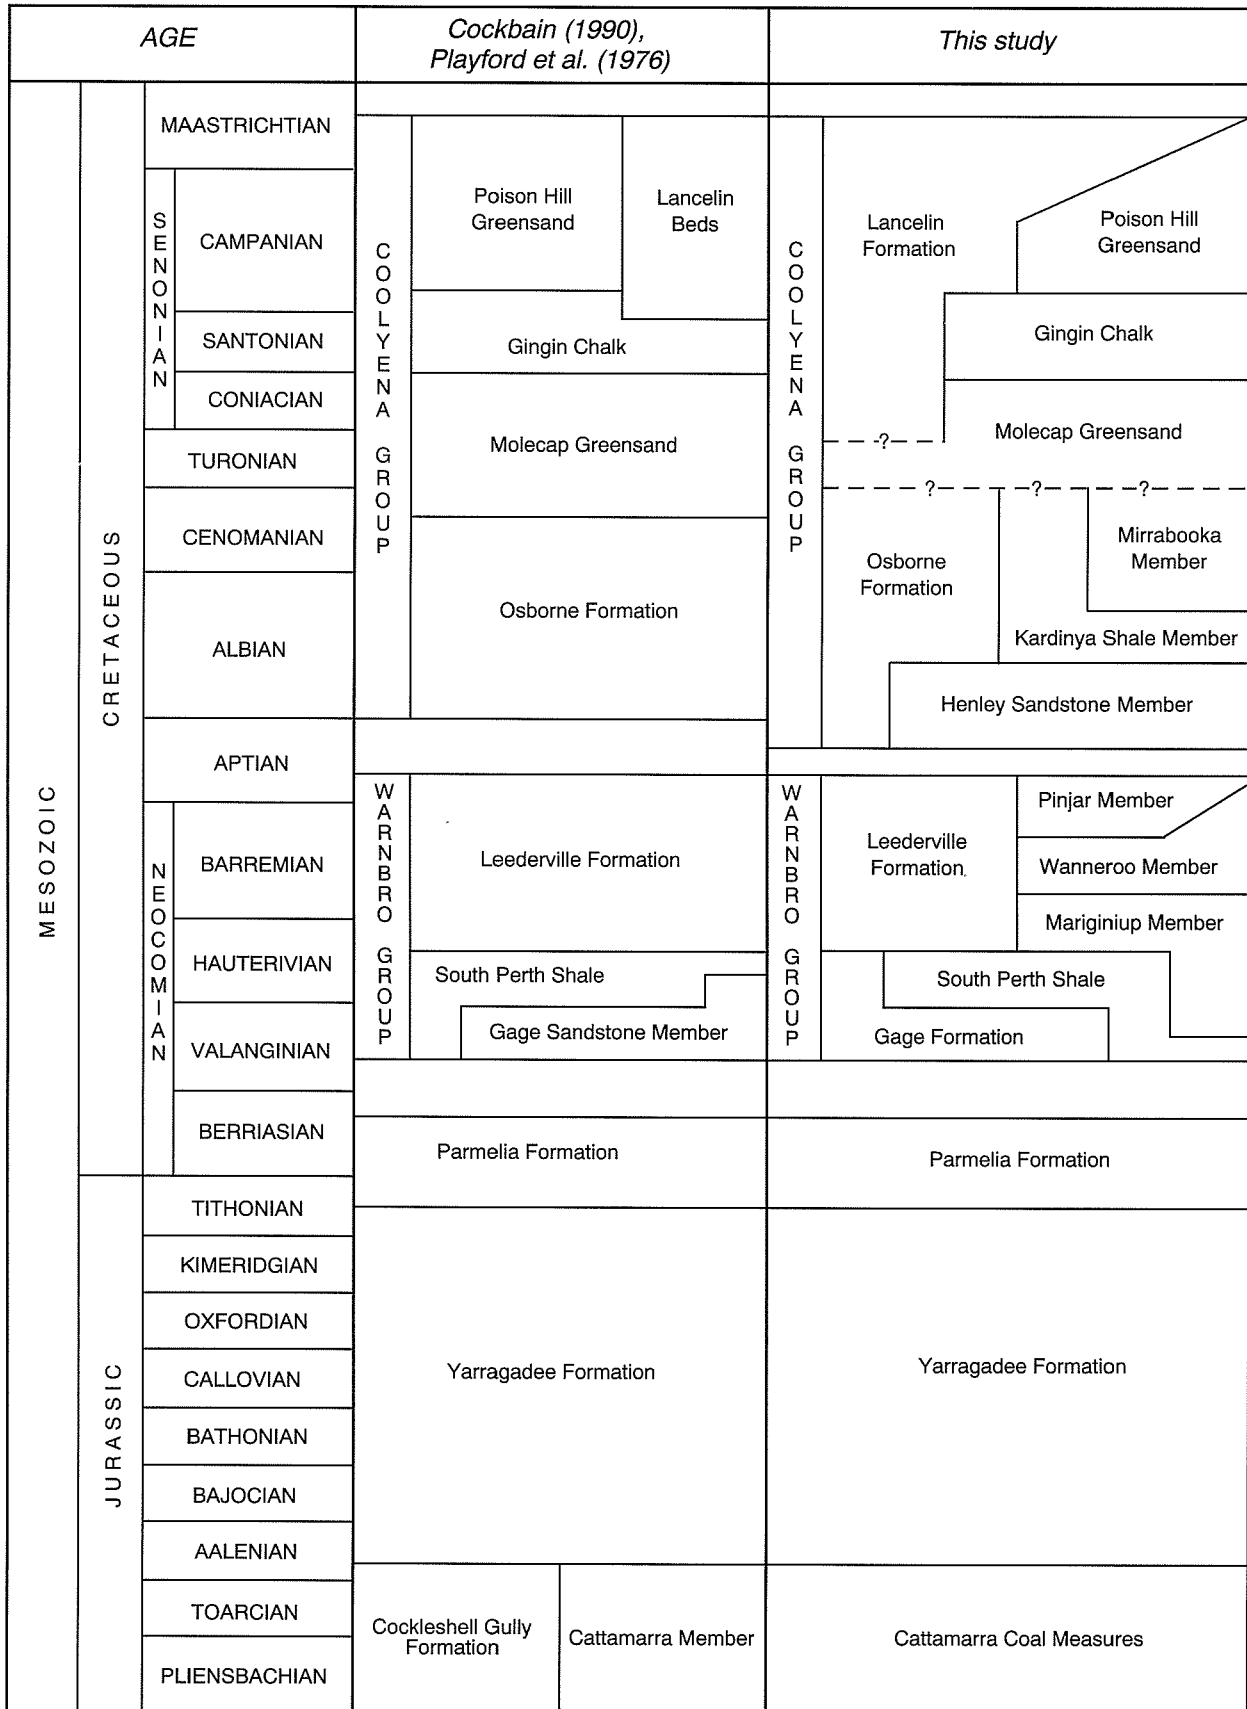 AGE
Cockbain (1990),
Playford et al. (1976)
This study
MESOZOIC
CRETACEOUS
JURASSIC
SENONIAN
NEOCOMIAN
MAASTRICHTIAN
CAMPANIAN
SANTONIAN
CONIACIAN
TURONIAN
CENOMANIAN
ALBIAN
APTIAN
BARREMIAN
HAUTERIVIAN
VALANGINIAN
BERRIASIAN
TITHONIAN
KIMERIDGIAN
OXFORDIAN
CALLOVIAN
BATHONIAN
BAJOCIAN
AALENIAN
TOARCIAN
PLIENSBACHIAN
COOLYENA GROUP
Poison Hill
Greensand
Lancelin
Beds
Gingin Chalk
Molecap Greensand
Osborne Formation
WARNBRO GROUP
Leederville Formation
South Perth Shale
Gage Sandstone Member
Parmelia Formation
Yarragadee Formation
Cockleshell Gully
Formation
Cattamarra Member
COOLYENA GROUP
Lancelin
Formation
Poison Hill
Greensand
Gingin Chalk
Molecap Greensand
?
? ? ?
Osborne
Formation
Mirrabooka
Member
Kardinya Shale Member
Henley Sandstone Member
WARNBRO GROUP
Leederville
Formation
Pinjar Member
Wanneroo Member
Mariginiup Member
South Perth Shale
Gage Formation
Parmelia Formation
Yarragadee Formation
Cattamarra Coal Measures